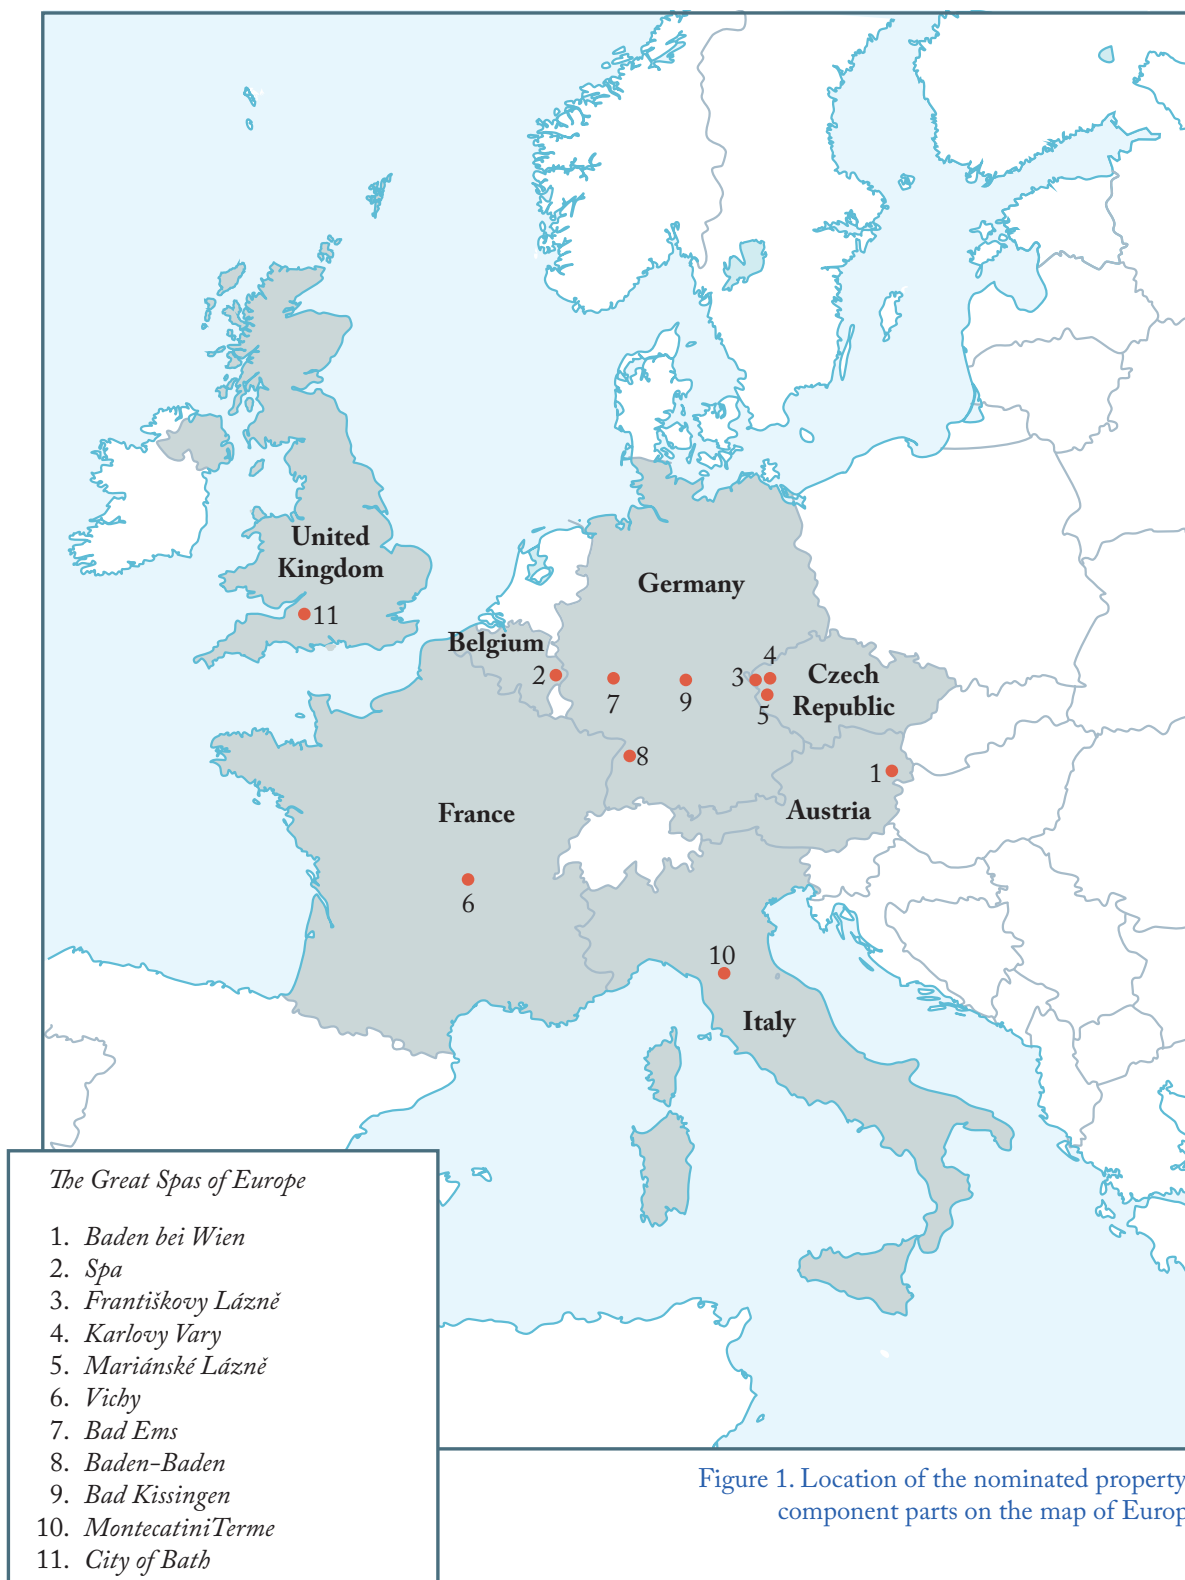 United
Kingdom
11
Germany
Belgium
2
7
9
3
4
5
Czech
Republic
8
1
Austria
France
6
10
Italy
The Great Spas of Europe
1. Baden bei Wien
2. Spa
3. Františkovy Lázně
4. Karlovy Vary
5. Mariánské Lázně
6. Vichy
7. Bad Ems
8. Baden-Baden
9. Bad Kissingen
10. MontecatiniTerme
11. City of Bath
Figure 1. Location of the nominated property
component parts on the map of Europ